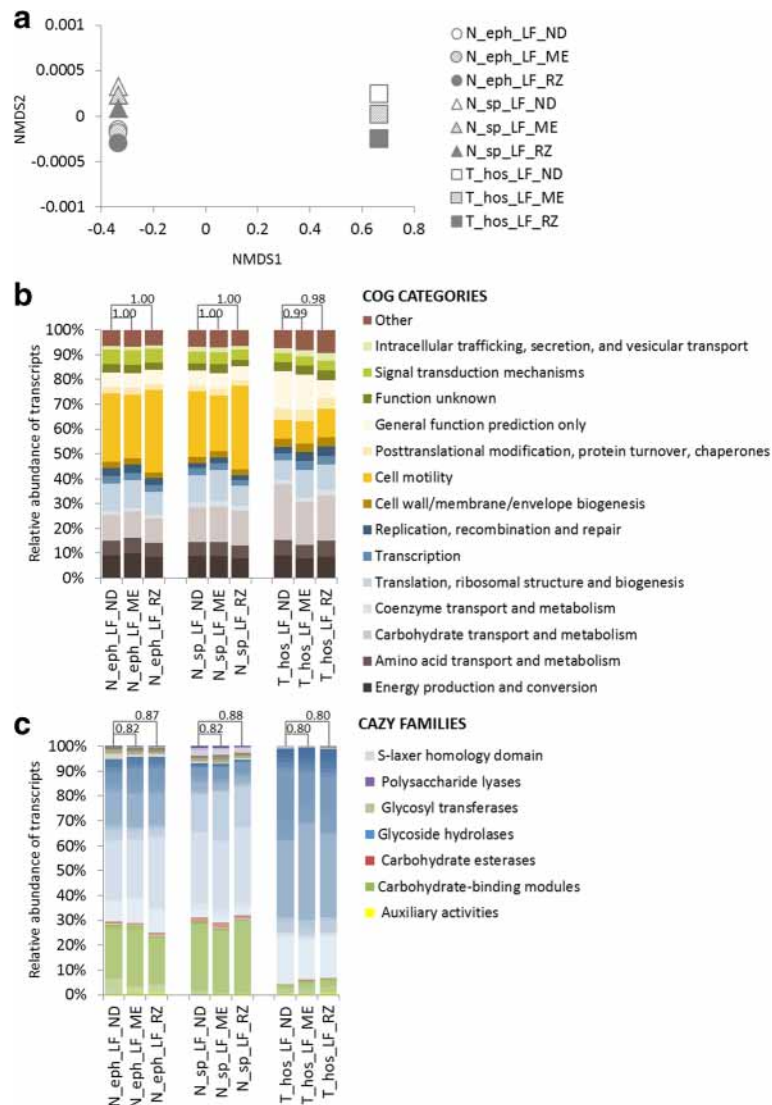 a
0.001
0.0005
0
-0.0005
-0.001
NMDS2
-0.4
-0.2
0
0.2
0.4
0.6
0.8
NMDS1
N_eph_LF_ND
N_eph_LF_ME
N_eph_LF_RZ
N_sp_LF_ND
N_sp_LF_ME
N_sp_LF_RZ
T_hos_LF_ND
T_hos_LF_ME
T_hos_LF_RZ
b
1.00
1.00
1.00
1.00
0.98
0.99
100%
90%
80%
70%
60%
50%
40%
30%
20%
10%
0%
Relative abundance of transcripts
N_eph_LF_ND
N_eph_LF_ME
N_eph_LF_RZ
N_sp_LF_ND
N_sp_LF_ME
N_sp_LF_RZ
T_hos_LF_ND
T_hos_LF_ME
T_hos_LF_RZ
COG CATEGORIES
Other
Intracellular trafficking, secretion, and vesicular transport
Signal transduction mechanisms
Function unknown
General function prediction only
Posttranslational modification, protein turnover, chaperones
Cell motility
Cell wall/membrane/envelope biogenesis
Replication, recombination and repair
Transcription
Translation, ribosomal structure and biogenesis
Coenzyme transport and metabolism
Carbohydrate transport and metabolism
Amino acid transport and metabolism
Energy production and conversion
c
0.87
0.82
0.88
0.82
0.80
0.80
100%
90%
80%
70%
60%
50%
40%
30%
20%
10%
0%
Relative abundance of transcripts
N_eph_LF_ND
N_eph_LF_ME
N_eph_LF_RZ
N_sp_LF_ND
N_sp_LF_ME
N_sp_LF_RZ
T_hos_LF_ND
T_hos_LF_ME
T_hos_LF_RZ
CAZY FAMILIES
S-laxer homology domain
Polysaccharide lyases
Glycosyl transferases
Glycoside hydrolases
Carbohydrate esterases
Carbohydrate-binding modules
Auxiliary activities